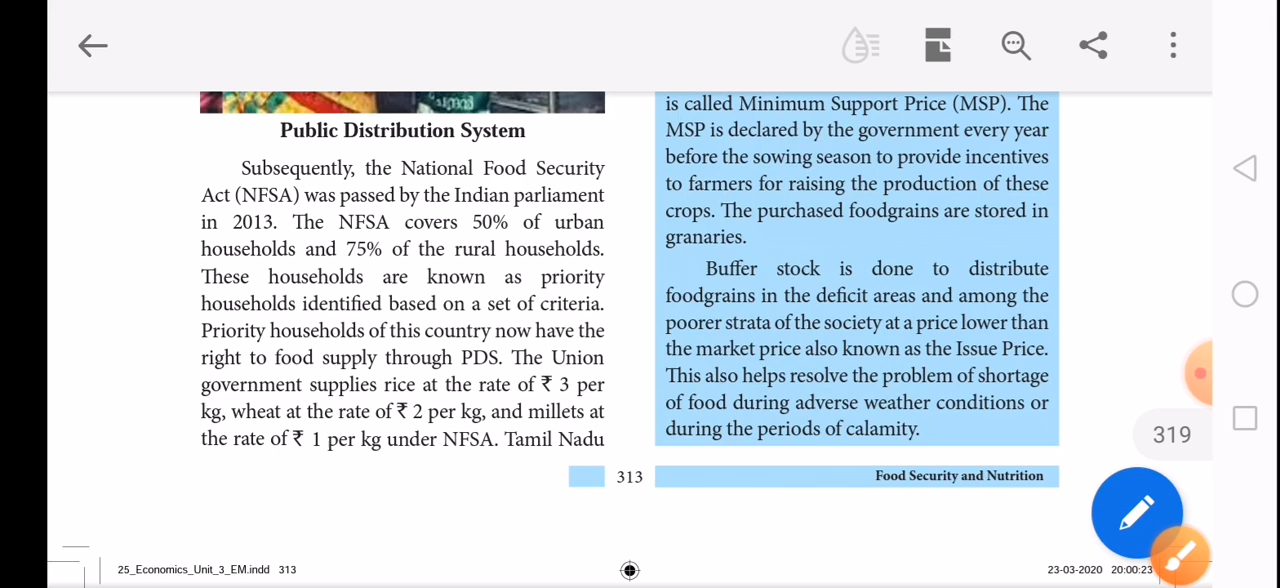 Public Distribution System
Subsequently, the National Food Security
Act (NFSA) was passed by the Indian parliament
in 2013. The NFSA covers 50% of urban
households and 75% of the rural households.
These households are known as priority
households identified based on a set of criteria.
Priority households of this country now have the
right to food supply through PDS. The Union
government supplies rice at the rate of ₹ 3 per
kg, wheat at the rate of ₹ 2 per kg, and millets at
the rate of ₹ 1 per kg under NFSA. Tamil Nadu
is called Minimum Support Price (MSP). The
MSP is declared by the government every year
before the sowing season to provide incentives
to farmers for raising the production of these
crops. The purchased foodgrains are stored in
granaries.
Buffer stock is done to distribute
foodgrains in the deficit areas and among the
poorer strata of the society at a price lower than
the market price also known as the Issue Price.
This also helps resolve the problem of shortage
of food during adverse weather conditions or
during the periods of calamity.
319
313
Food Security and Nutrition
25_Economics_Unit_3_EM.indd 313
23-03-2020 20:00:23